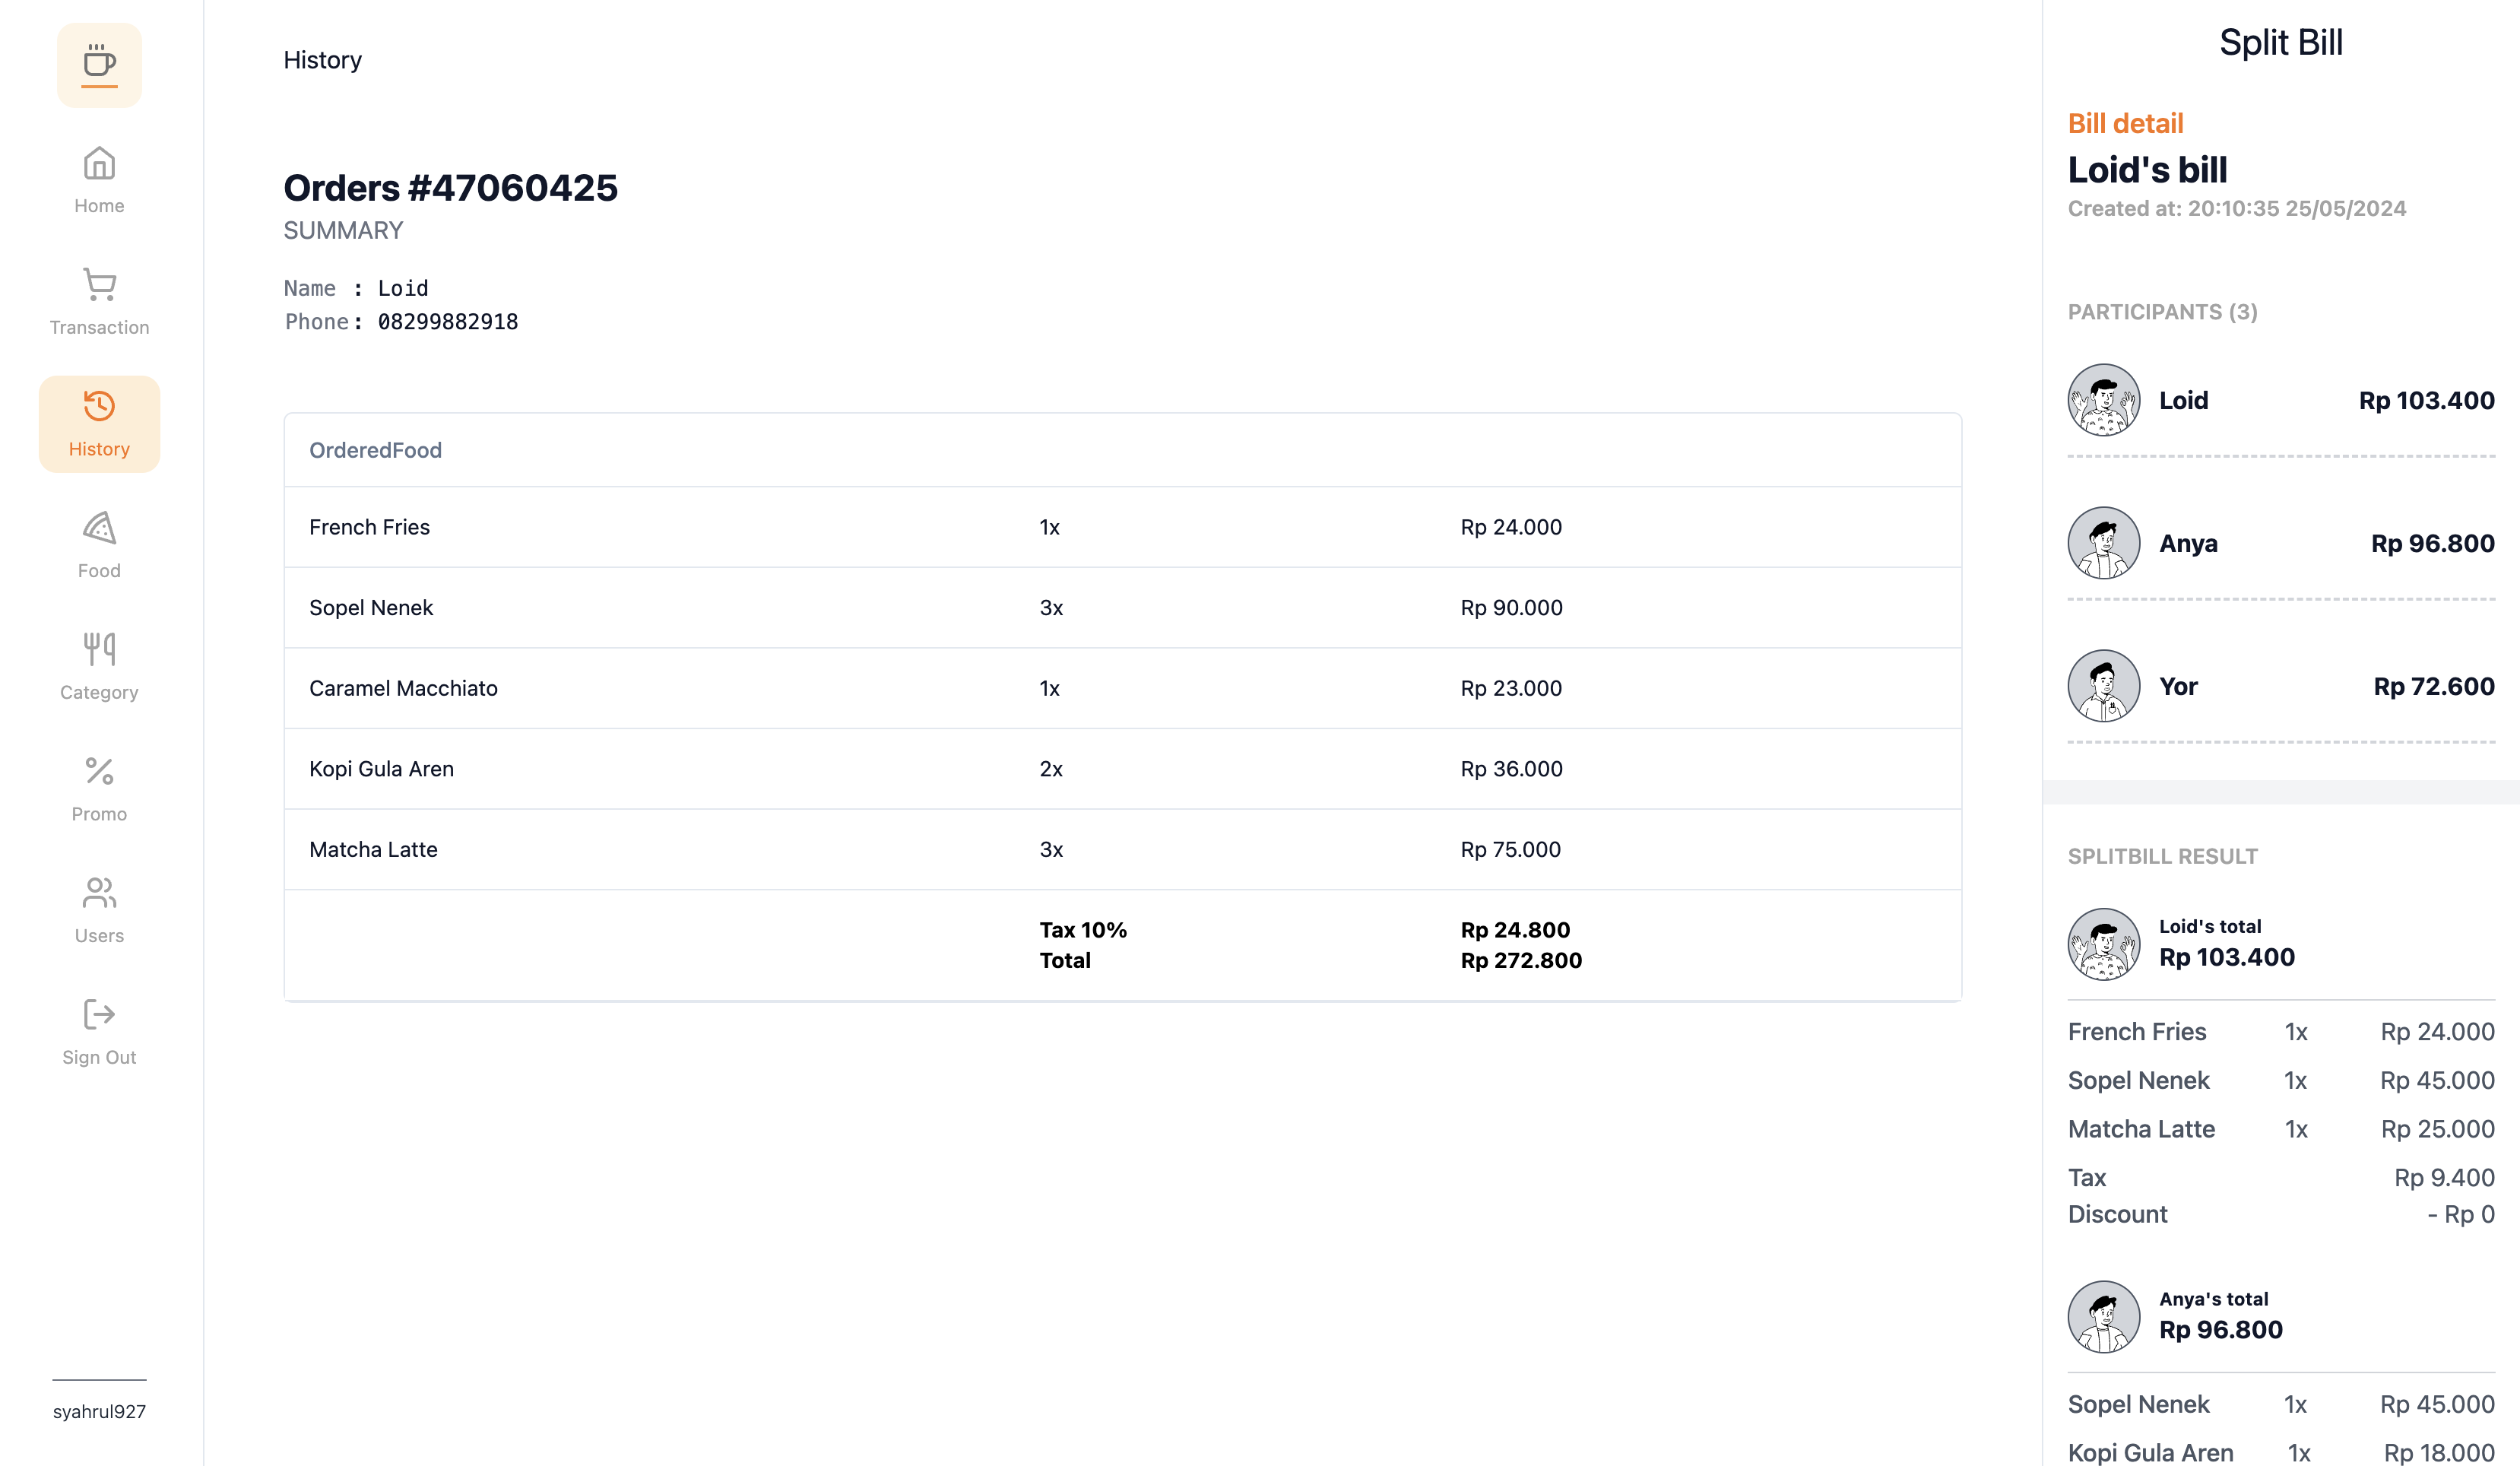 Home
Transaction
History
Food
Category
Promo
Users
Sign Out
syahrul927
History
Orders #47060425
SUMMARY
Name : Loid
Phone: 08299882918
OrderedFood
French Fries 1x Rp 24.000
Sopel Nenek 3x Rp 90.000
Caramel Macchiato 1x Rp 23.000
Kopi Gula Aren 2x Rp 36.000
Matcha Latte 3x Rp 75.000
Tax 10% Rp 24.800
Total Rp 272.800
Split Bill
Bill detail
Loid's bill
Created at: 20:10:35 25/05/2024
PARTICIPANTS (3)
Loid Rp 103.400
Anya Rp 96.800
Yor Rp 72.600
SPLITBILL RESULT
Loid's total
Rp 103.400
French Fries 1x Rp 24.000
Sopel Nenek 1x Rp 45.000
Matcha Latte 1x Rp 25.000
Tax Rp 9.400
Discount - Rp 0
Anya's total
Rp 96.800
Sopel Nenek 1x Rp 45.000
Kopi Gula Aren 1x Rp 18.000